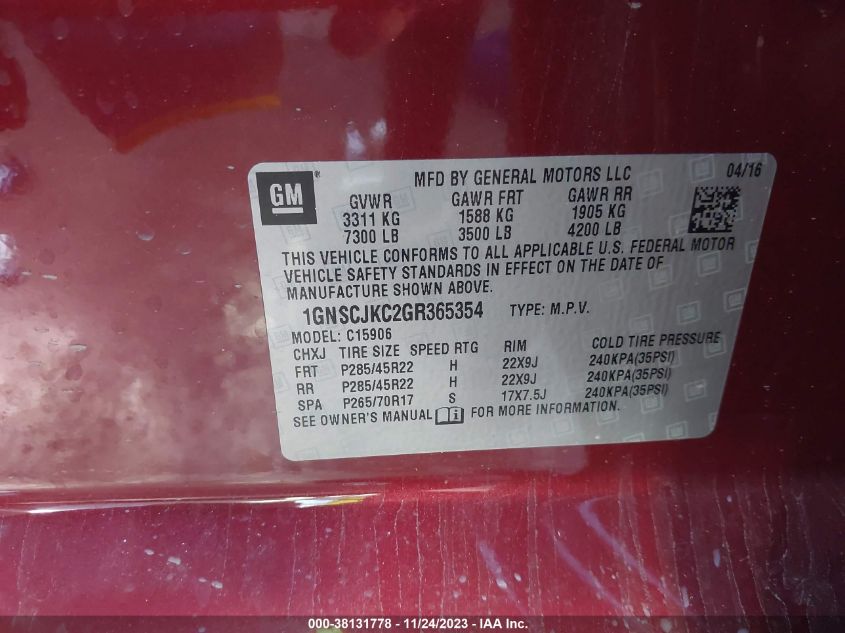 GM
MFD BY GENERAL MOTORS LLC 04/16
GVWR GAWR FRT GAWR RR
3311 KG 1588 KG 1905 KG
7300 LB 3500 LB 4200 LB
THIS VEHICLE CONFORMS TO ALL APPLICABLE U.S. FEDERAL MOTOR
VEHICLE SAFETY STANDARDS IN EFFECT ON THE DATE OF
MANUFACTURE SHOWN ABOVE.
1GNSCJKC2GR365354 TYPE: M.P.V.
MODEL: C15906
CHXJ TIRE SIZE SPEED RTG RIM COLD TIRE PRESSURE
FRT P285/45R22 H 22X9J 240KPA(35PSI)
RR P285/45R22 H 22X9J 240KPA(35PSI)
SPA P265/70R17 S 17X7.5J 240KPA(35PSI)
SEE OWNER'S MANUAL FOR MORE INFORMATION.
000-38131778 - 11/24/2023 - IAA Inc.